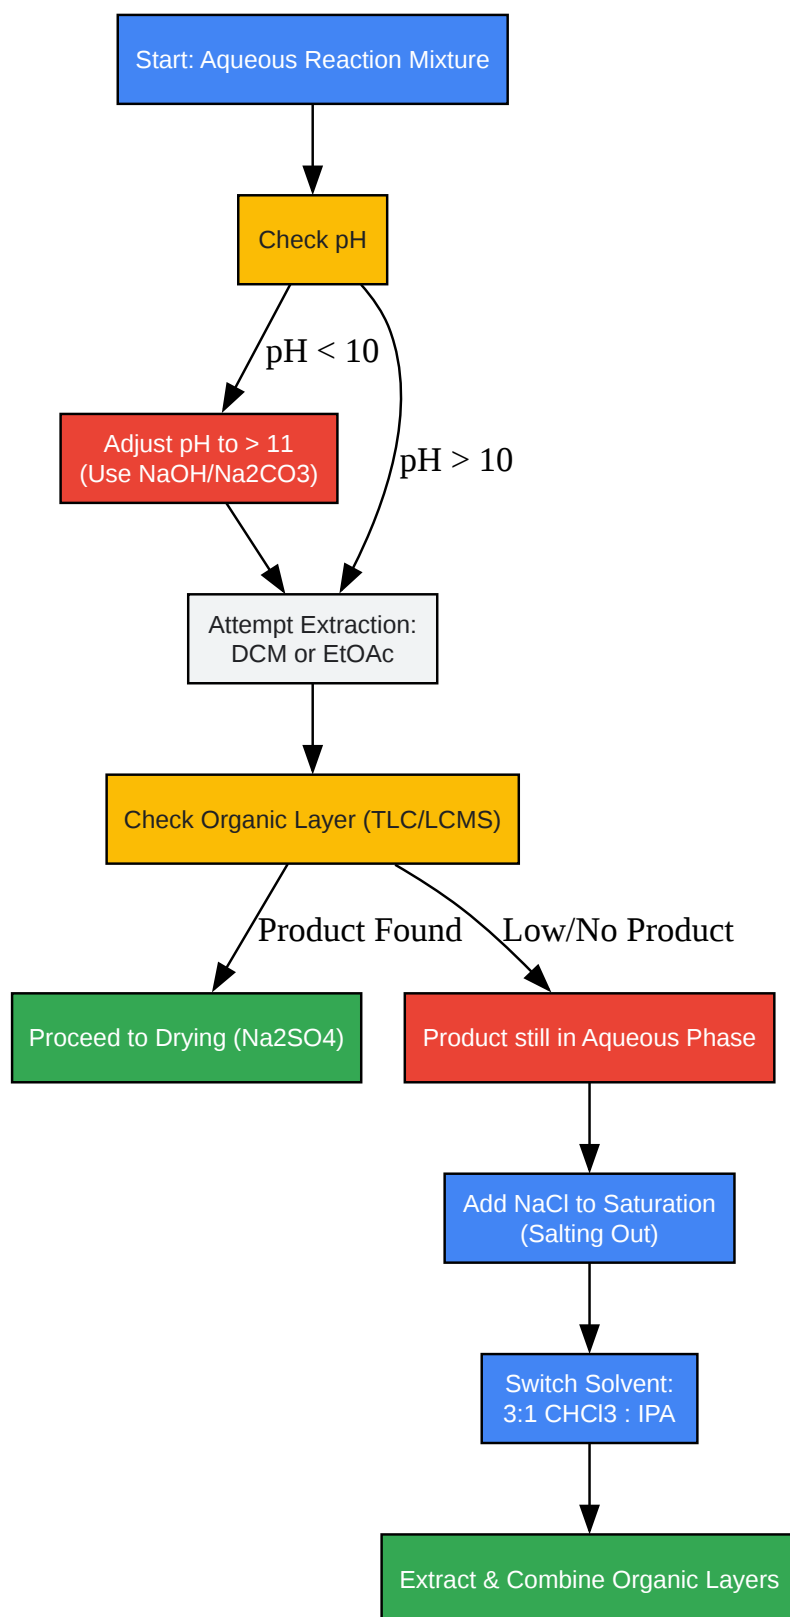 Start: Aqueous Reaction Mixture
Check pH
pH < 10
Adjust pH to > 11
(Use NaOH/Na2CO3)
pH > 10
Attempt Extraction:
DCM or EtOAc
Check Organic Layer (TLC/LCMS)
Product Found
Low/No Product
Proceed to Drying (Na2SO4)
Product still in Aqueous Phase
Add NaCl to Saturation
(Salting Out)
Switch Solvent:
3:1 CHCl3 : IPA
Extract & Combine Organic Layers